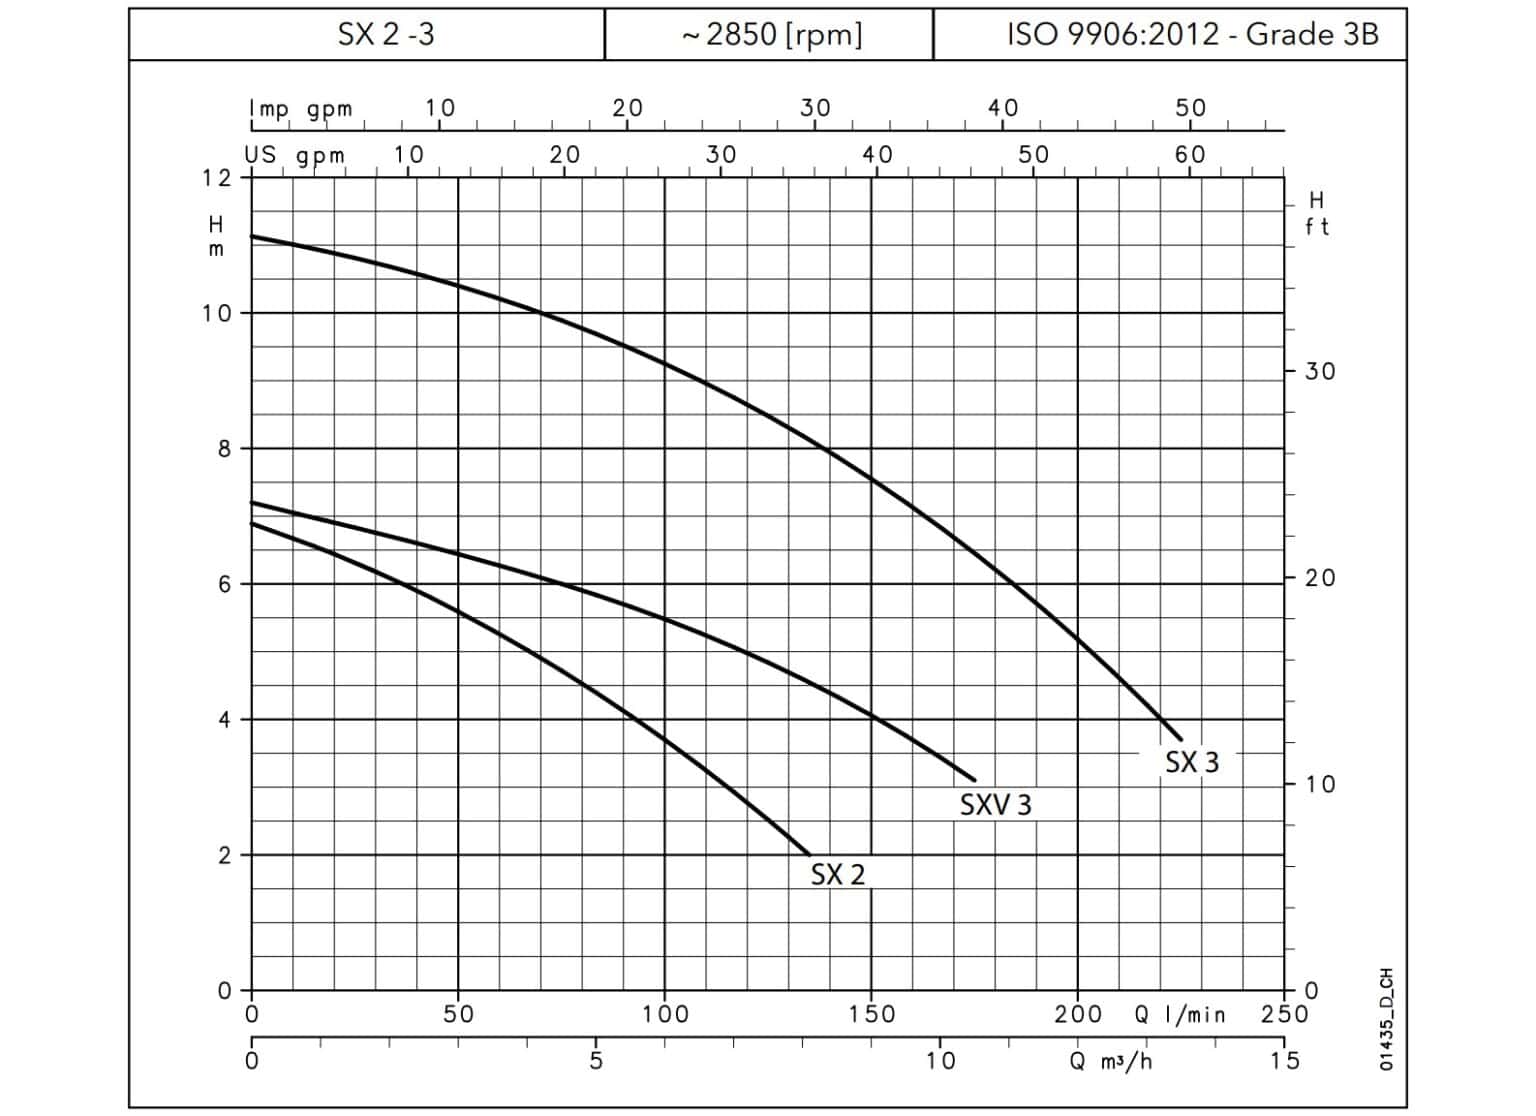 SX 2 -3 ~ 2850 [rpm] ISO 9906:2012 - Grade 3B
Imp gpm 10 20 30 40 50
US gpm 10 20 30 40 50 60
12
H
m
H
ft
10
30
8
6
20
4
SX 3
10
SXV 3
2
SX 2
0 0
0 50 100 150 200 Q l/min 250
0 5 10 Q m³/h 15
01435_D_CH